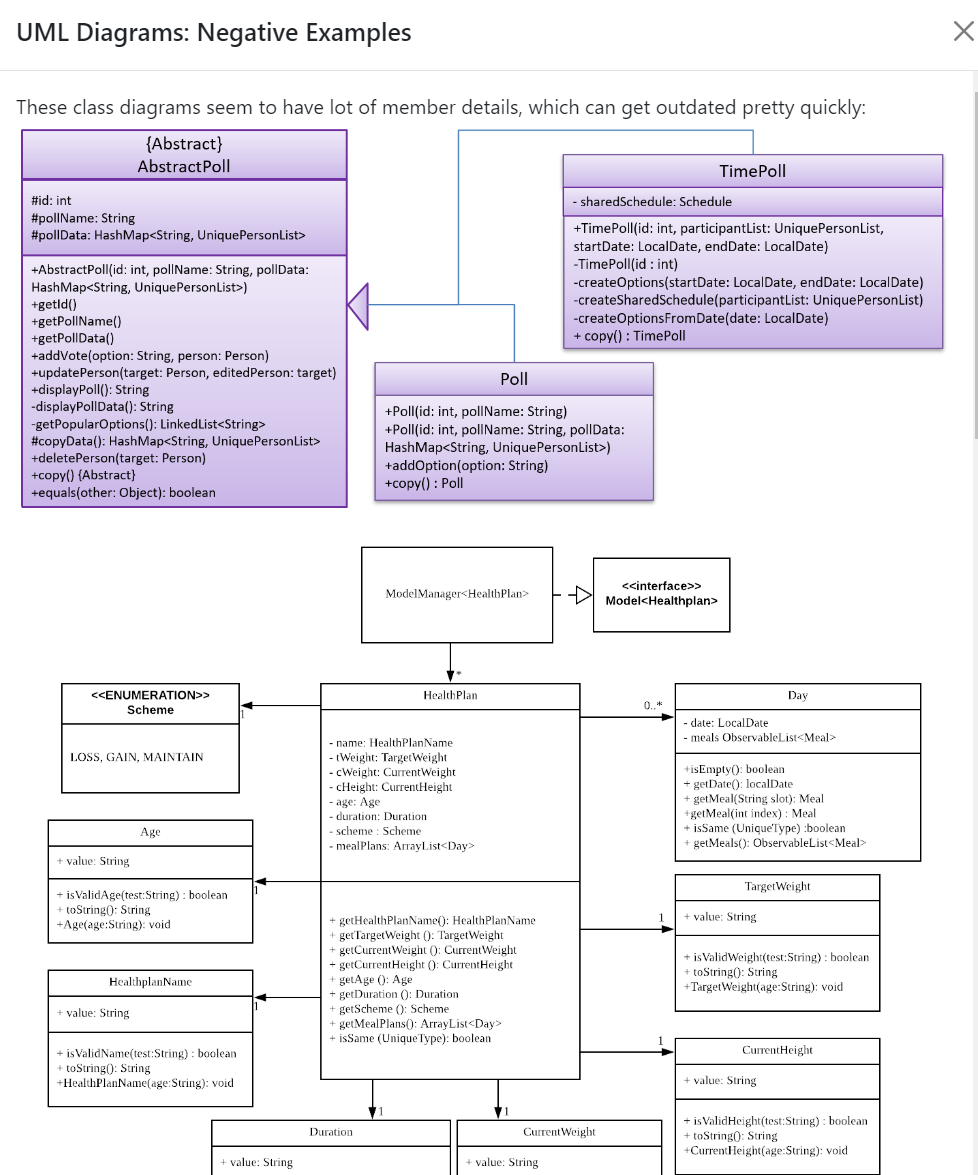 UML Diagrams: Negative Examples
These class diagrams seem to have lot of member details, which can get outdated pretty quickly:
{Abstract}
AbstractPoll
#id: int
#pollName: String
#pollData: HashMap<String, UniquePersonList>
+AbstractPoll(id: int, pollName: String, pollData:
HashMap<String, UniquePersonList>)
+getId()
+getPollName()
+getPollData()
+addVote(option: String, person: Person)
+updatePerson(target: Person, editedPerson: target)
+displayPoll(): String
-displayPollData(): String
-getPopularOptions(): LinkedList<String>
#copyData(): HashMap<String, UniquePersonList>
+deletePerson(target: Person)
+copy() {Abstract}
+equals(other: Object): boolean
TimePoll
- sharedSchedule: Schedule
+TimePoll(id: int, participantList: UniquePersonList,
startDate: LocalDate, endDate: LocalDate)
-TimePoll(id : int)
-createOptions(startDate: LocalDate, endDate: LocalDate)
-createSharedSchedule(participantList: UniquePersonList)
-createOptionsFromDate(date: LocalDate)
+ copy() : TimePoll
Poll
+Poll(id: int, pollName: String)
+Poll(id: int, pollName: String, pollData:
HashMap<String, UniquePersonList>)
+addOption(option: String)
+copy() : Poll
ModelManager<HealthPlan>
<<interface>>
Model<Healthplan>
*
<<ENUMERATION>>
Scheme
LOSS, GAIN, MAINTAIN
1
HealthPlan
- name: HealthPlanName
- tWeight: TargetWeight
- cWeight: CurrentWeight
- cHeight: CurrentHeight
- age: Age
- duration: Duration
- scheme : Scheme
- mealPlans: ArrayList<Day>
+ getHealthPlanName(): HealthPlanName
+ getTargetWeight (): TargetWeight
+ getCurrentWeight (): CurrentWeight
+ getCurrentHeight (): CurrentHeight
+ getAge (): Age
+ getDuration (): Duration
+ getScheme (): Scheme
+ getMealPlans(): ArrayList<Day>
+ isSame (UniqueType): boolean
0..*
Day
- date: LocalDate
- meals ObservableList<Meal>
+isEmpty(): boolean
+ getDate(): localDate
+ getMeal(String slot): Meal
+getMeal(int index) : Meal
+ isSame (UniqueType) :boolean
+ getMeals(): ObservableList<Meal>
Age
+ value: String
+ isValidAge(test:String) : boolean
+ toString(): String
+Age(age:String): void
1
1
TargetWeight
+ value: String
+ isValidWeight(test:String) : boolean
+ toString(): String
+TargetWeight(age:String): void
HealthplanName
+ value: String
+ isValidName(test:String) : boolean
+ toString(): String
+HealthPlanName(age:String): void
1
1
CurrentHeight
+ value: String
+ isValidHeight(test:String) : boolean
+ toString(): String
+CurrentHeight(age:String): void
1
1
Duration
+ value: String
CurrentWeight
+ value: String